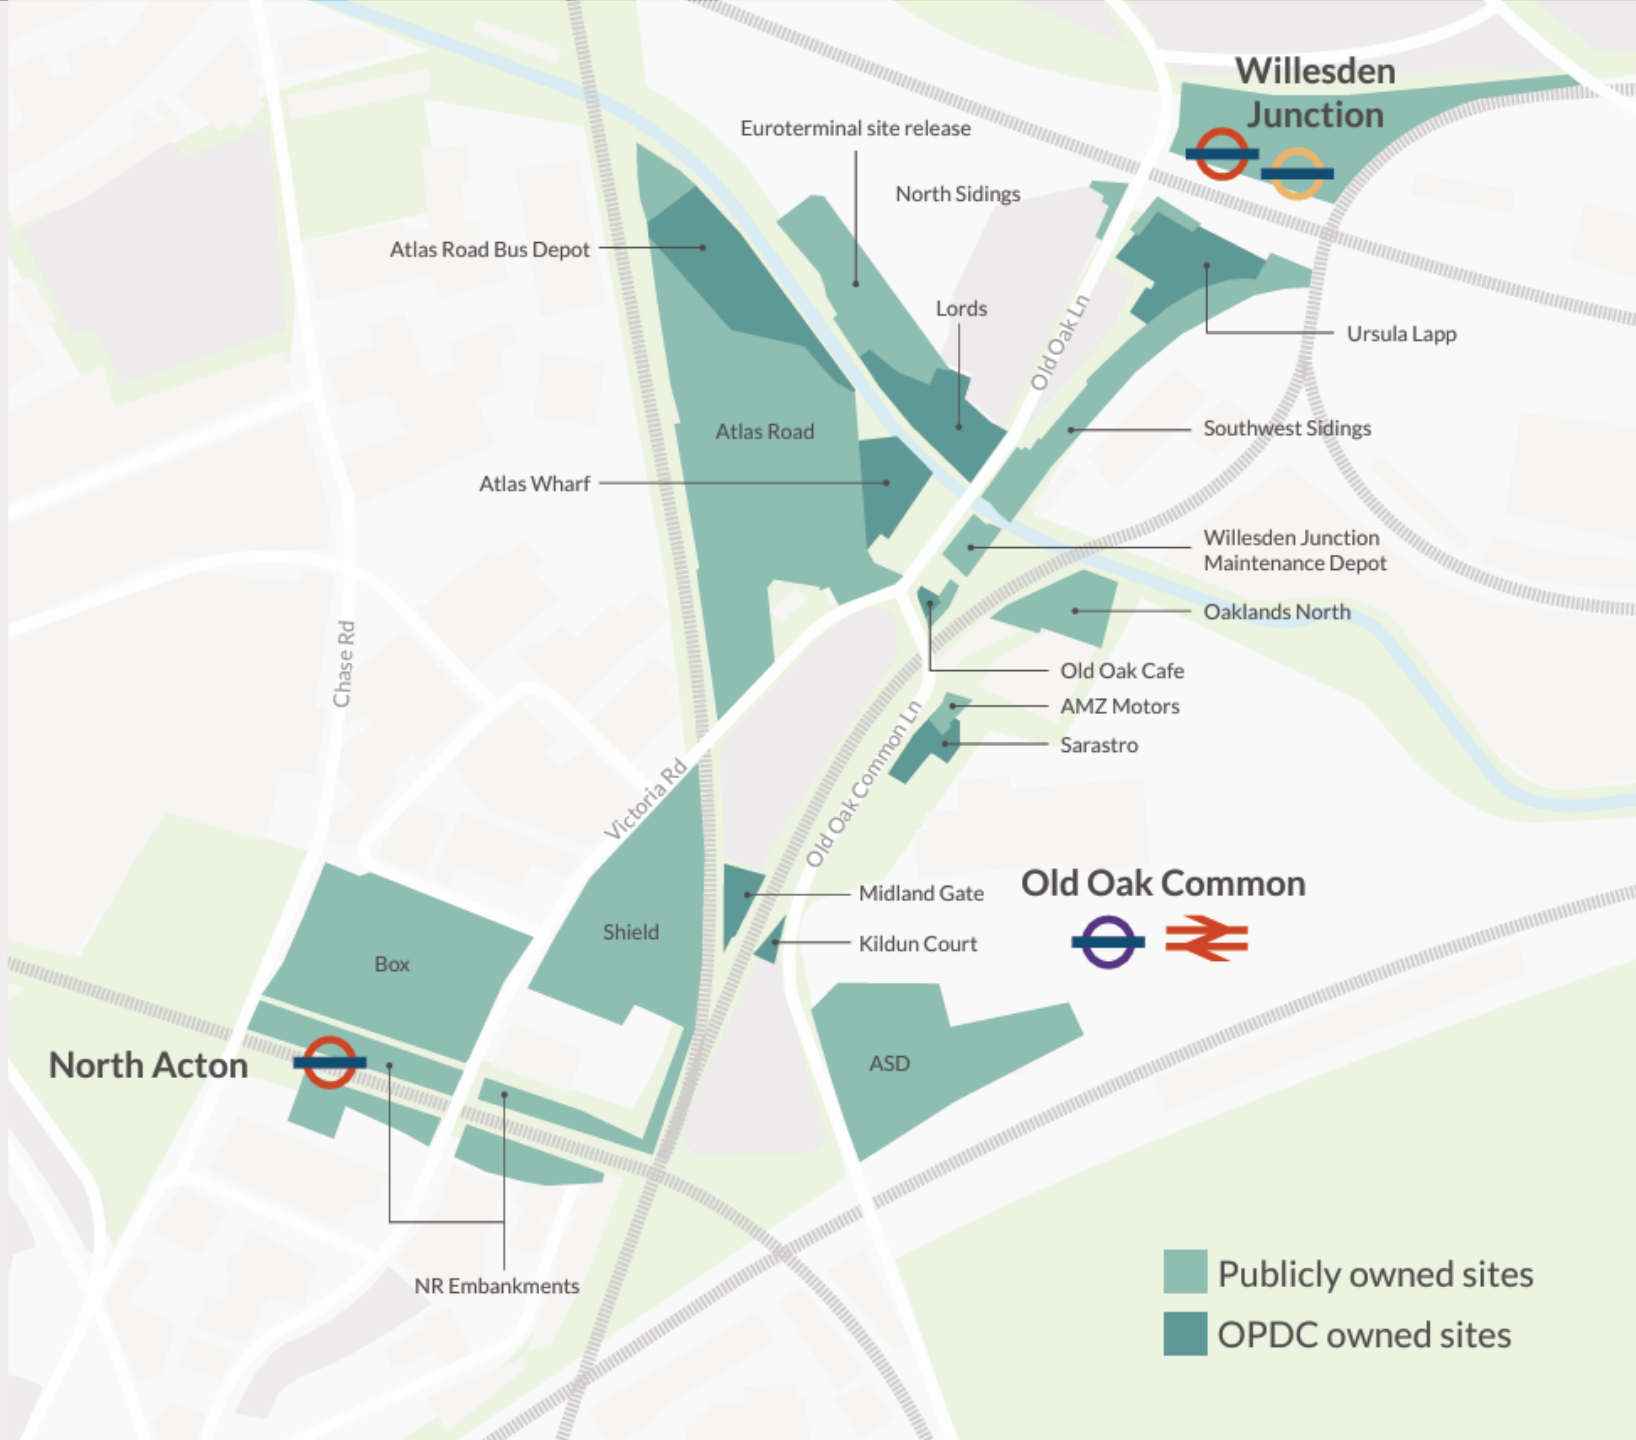 Willesden
Junction
Euroterminal site release
North Sidings
Atlas Road Bus Depot
Lords
Old Oak Ln
Ursula Lapp
Atlas Road
Southwest Sidings
Atlas Wharf
Willesden Junction
Maintenance Depot
Oaklands North
Chase Rd
Old Oak Cafe
AMZ Motors
Sarastro
Victoria Rd
Old Oak Common Ln
Midland Gate
Old Oak Common
Shield
Kildun Court
Box
North Acton
ASD
NR Embankments
Publicly owned sites
OPDC owned sites